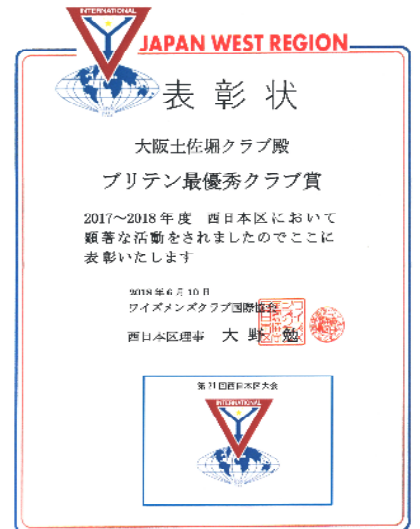 INTERNATIONAL
JAPAN WEST REGION
表彰状
大阪土佐堀クラブ殿
ブリテン最優秀クラブ賞
2017～2018年度 西日本区において
顕著な活動をされましたのでここに
表彰いたします
2018年6月10日
ワイズメンズクラブ国際協会
西日本区理事 大野 勉
第21回西日本区大会
INTERNATIONAL